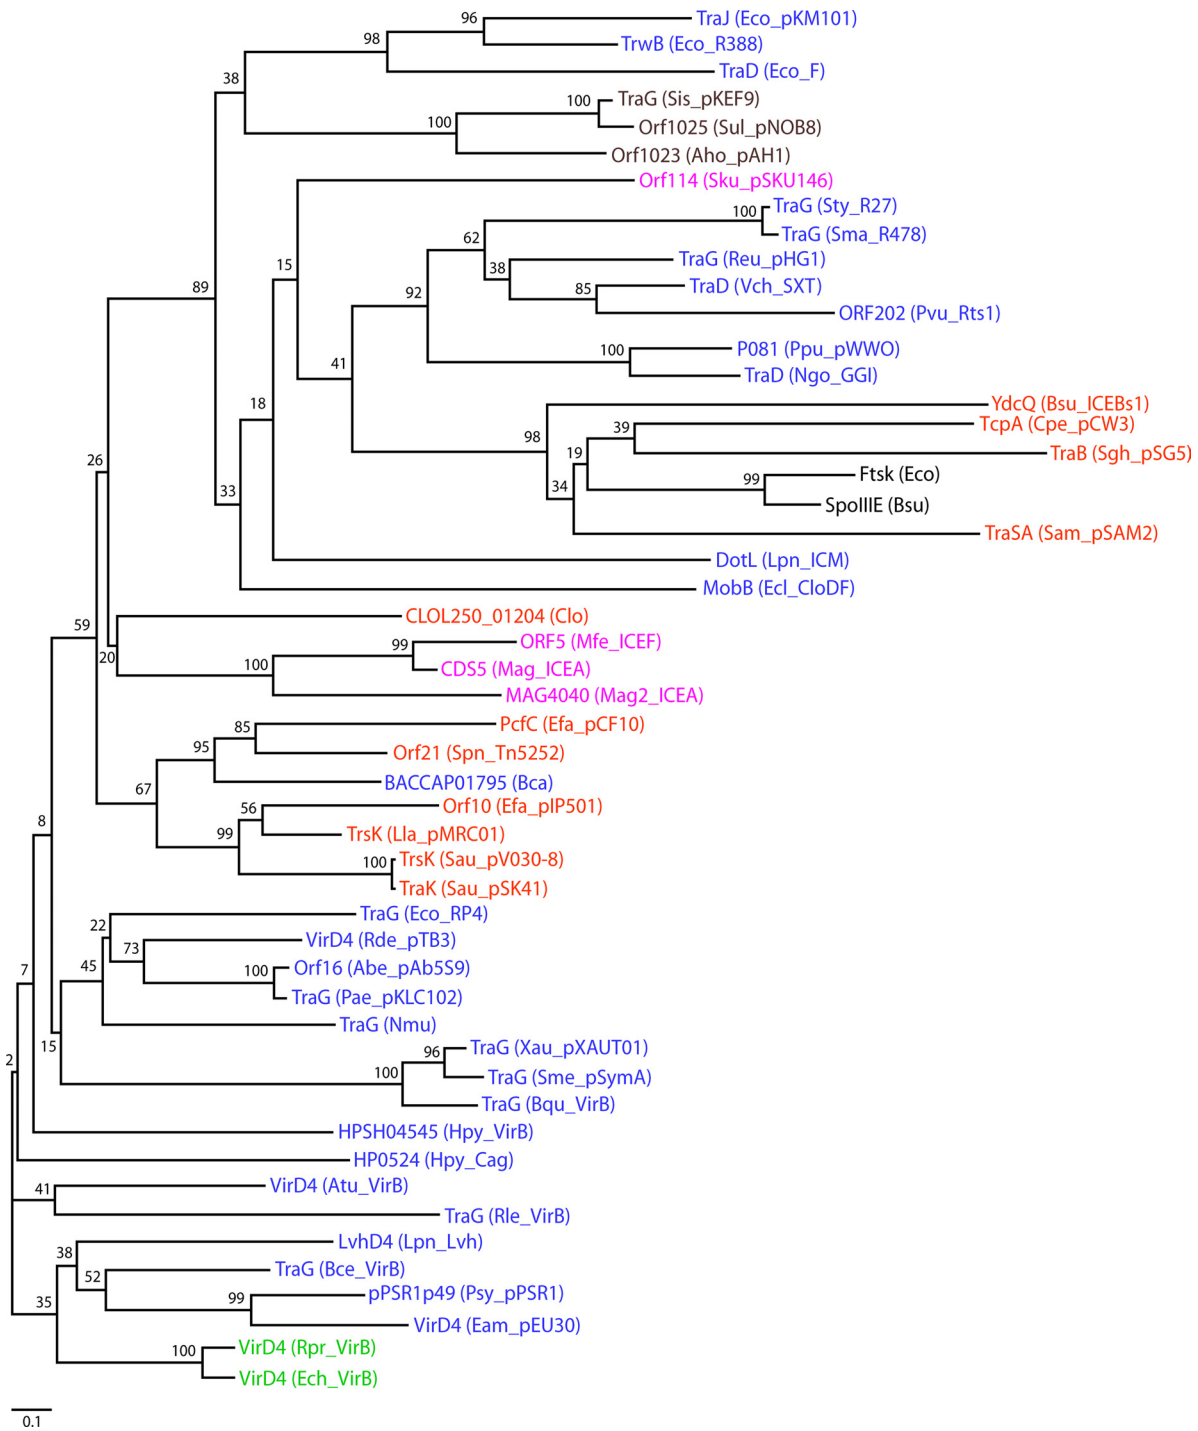 96
TraJ (Eco_pKM101)
98
TrwB (Eco_R388)
TraD (Eco_F)
38
100
TraG (Sis_pKEF9)
100
Orf1025 (Sul_pNOB8)
Orf1023 (Aho_pAH1)
Orf114 (Sku_pSKU146)
100
TraG (Sty_R27)
TraG (Sma_R478)
62
15
38
TraG (Reu_pHG1)
89
92
85
TraD (Vch_SXT)
ORF202 (Pvu_Rts1)
100
P081 (Ppu_pWWO)
41
TraD (Ngo_GGI)
18
YdcQ (Bsu_ICEBs1)
98
39
TcpA (Cpe_pCW3)
26
19
TraB (Sgh_pSG5)
33
34
99
Ftsk (Eco)
SpoIIIE (Bsu)
TraSA (Sam_pSAM2)
DotL (Lpn_ICM)
MobB (Ecl_CloDF)
59
CLOL250_01204 (Clo)
20
99
ORF5 (Mfe_ICEF)
100
CDS5 (Mag_ICEA)
MAG4040 (Mag2_ICEA)
85
PcfC (Efa_pCF10)
95
Orf21 (Spn_Tn5252)
67
BACCAP01795 (Bca)
8
56
Orf10 (Efa_pIP501)
99
TrsK (Lla_pMRC01)
100
TrsK (Sau_pV030-8)
TraK (Sau_pSK41)
22
TraG (Eco_RP4)
73
VirD4 (Rde_pTB3)
7
45
100
Orf16 (Abe_pAb5S9)
TraG (Pae_pKLC102)
TraG (Nmu)
2
15
96
TraG (Xau_pXAUT01)
100
TraG (Sme_pSymA)
TraG (Bqu_VirB)
HPSH04545 (Hpy_VirB)
HP0524 (Hpy_Cag)
41
VirD4 (Atu_VirB)
TraG (Rle_VirB)
38
LvhD4 (Lpn_Lvh)
52
TraG (Bce_VirB)
35
99
pPSR1p49 (Psy_pPSR1)
VirD4 (Eam_pEU30)
100
VirD4 (Rpr_VirB)
VirD4 (Ech_VirB)
0.1